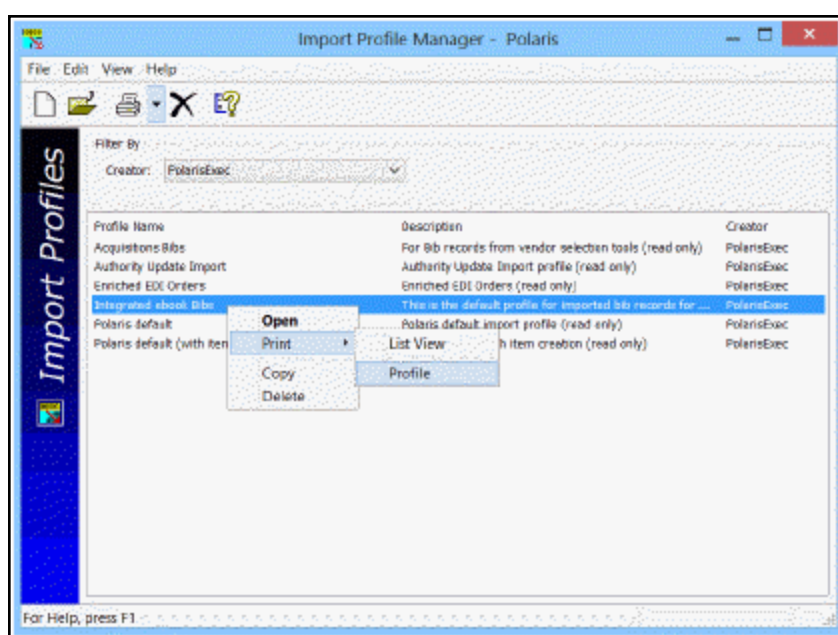 Import Profile Manager - Polaris
File Edit View Help
Import Profiles
Filter By
Creator: PolarisExec
Profile Name Description Creator
Acquisitions Bibs For Bib records from vendor selection tools (read only) PolarisExec
Authority Update Import Authority Update Import profile (read only) PolarisExec
Enriched EDI Orders Enriched EDI Orders (read only) PolarisExec
Integrated ebook Bibs This is the default profile for imported bib records for .... PolarisExec
Polaris default Polaris default import profile (read only) PolarisExec
Polaris default (with iten h item creation (read only) PolarisExec
Open
Print
Copy
Delete
List View
Profile
For Help, press F1